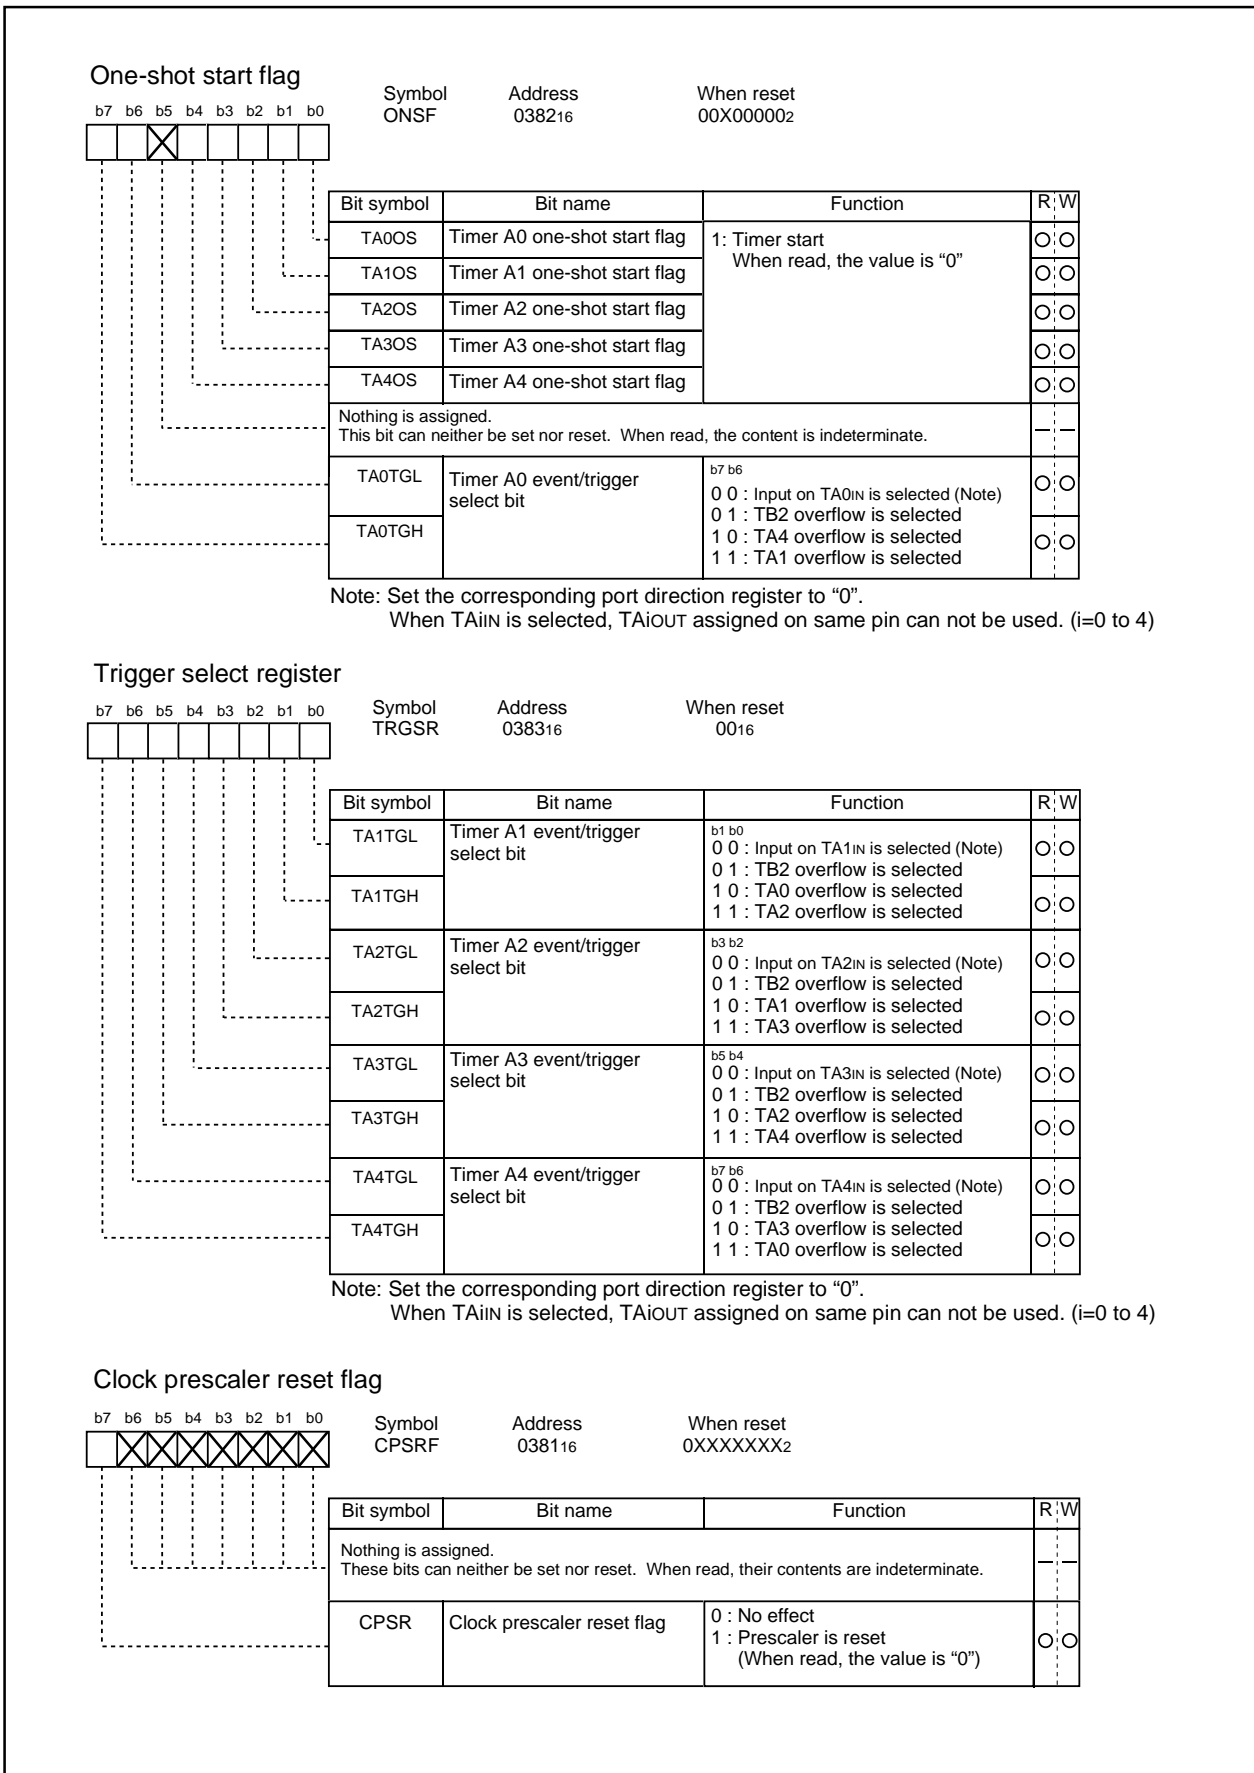 One-shot start flag
Symbol Address When reset
ONSF 038216 00X000002
b7 b6 b5 b4 b3 b2 b1 b0
Bit symbol Bit name Function R W
TA0OS Timer A0 one-shot start flag 1: Timer start
When read, the value is “0”
TA1OS Timer A1 one-shot start flag
TA2OS Timer A2 one-shot start flag
TA3OS Timer A3 one-shot start flag
TA4OS Timer A4 one-shot start flag
Nothing is assigned.
This bit can neither be set nor reset. When read, the content is indeterminate.
TA0TGL Timer A0 event/trigger
select bit
TA0TGH
b7 b6
0 0 : Input on TA0IN is selected (Note)
0 1 : TB2 overflow is selected
1 0 : TA4 overflow is selected
1 1 : TA1 overflow is selected
Note: Set the corresponding port direction register to “0”.
When TAiIN is selected, TAiOUT assigned on same pin can not be used. (i=0 to 4)
Trigger select register
Symbol Address When reset
TRGSR 038316 0016
b7 b6 b5 b4 b3 b2 b1 b0
Bit symbol Bit name Function R W
TA1TGL Timer A1 event/trigger
select bit
TA1TGH
b1 b0
0 0 : Input on TA1IN is selected (Note)
0 1 : TB2 overflow is selected
1 0 : TA0 overflow is selected
1 1 : TA2 overflow is selected
TA2TGL Timer A2 event/trigger
select bit
TA2TGH
b3 b2
0 0 : Input on TA2IN is selected (Note)
0 1 : TB2 overflow is selected
1 0 : TA1 overflow is selected
1 1 : TA3 overflow is selected
TA3TGL Timer A3 event/trigger
select bit
TA3TGH
b5 b4
0 0 : Input on TA3IN is selected (Note)
0 1 : TB2 overflow is selected
1 0 : TA2 overflow is selected
1 1 : TA4 overflow is selected
TA4TGL Timer A4 event/trigger
select bit
TA4TGH
b7 b6
0 0 : Input on TA4IN is selected (Note)
0 1 : TB2 overflow is selected
1 0 : TA3 overflow is selected
1 1 : TA0 overflow is selected
Note: Set the corresponding port direction register to “0”.
When TAiIN is selected, TAiOUT assigned on same pin can not be used. (i=0 to 4)
Clock prescaler reset flag
Symbol Address When reset
CPSRF 038116 0XXXXXXX2
b7 b6 b5 b4 b3 b2 b1 b0
Bit symbol Bit name Function R W
Nothing is assigned.
These bits can neither be set nor reset. When read, their contents are indeterminate.
CPSR Clock prescaler reset flag
0 : No effect
1 : Prescaler is reset
(When read, the value is “0”)